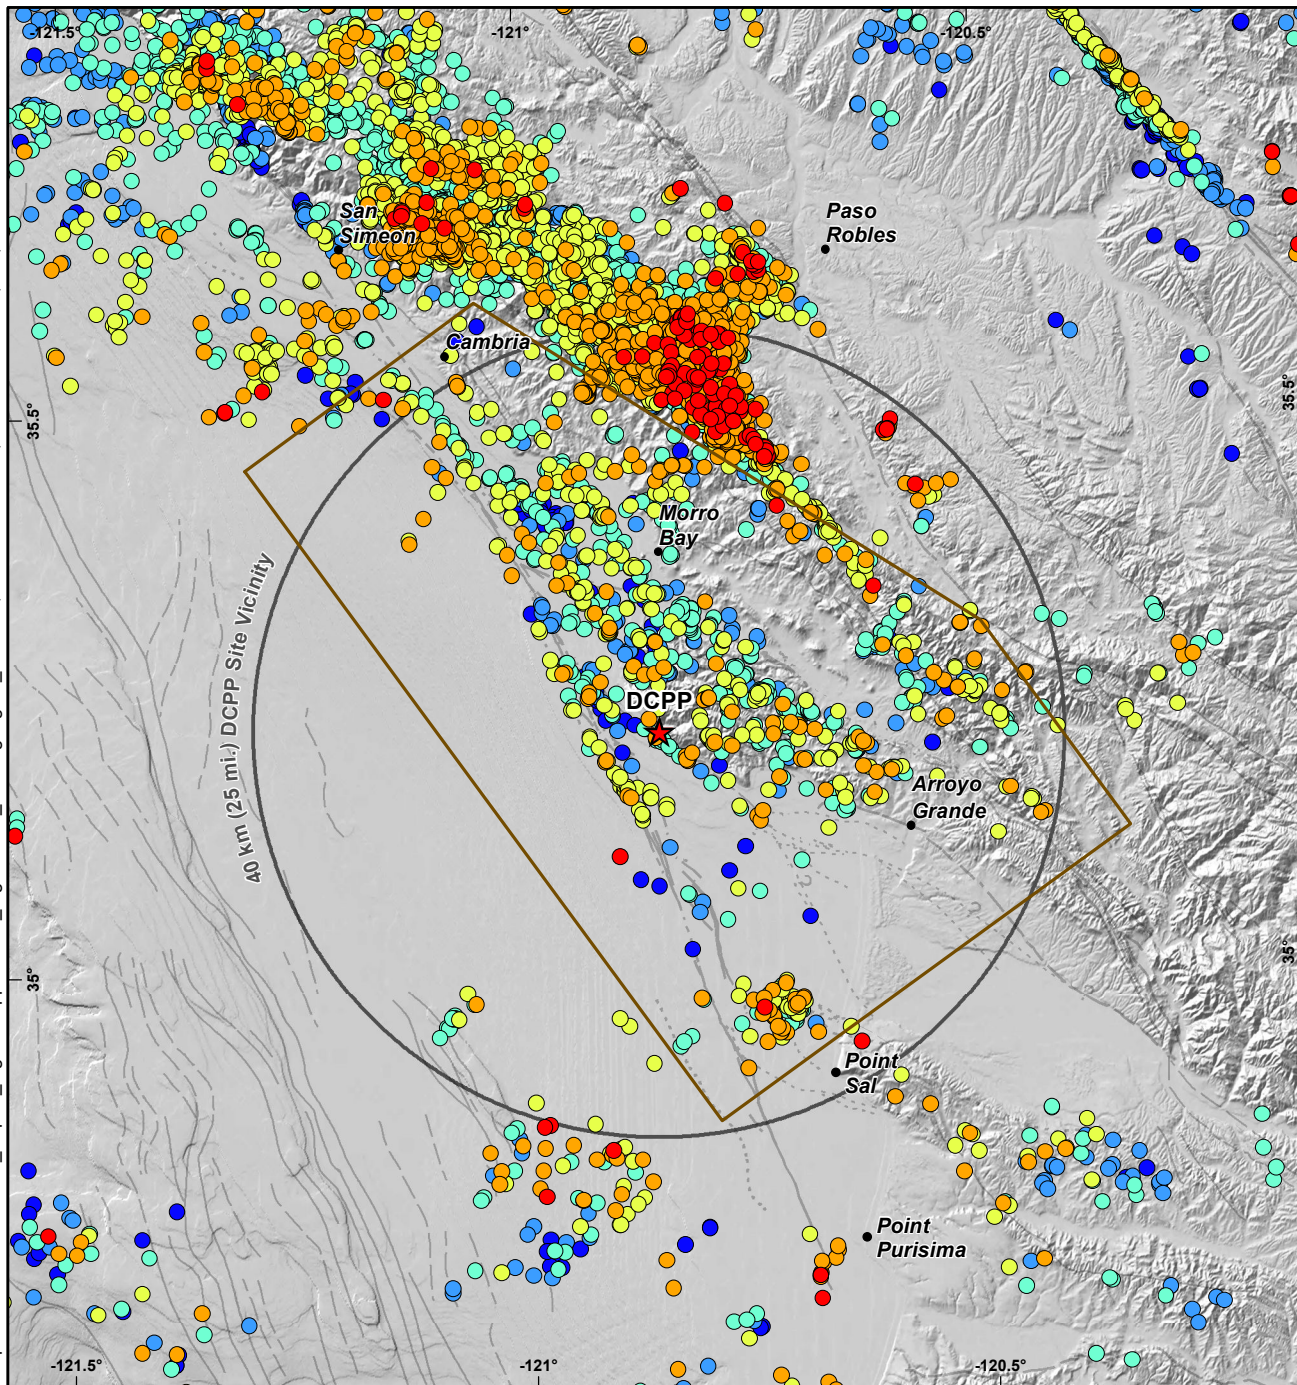 -121.5°
-121°
-120.5°
San
Simeon
Paso
Robles
Cambria
35.5°
35.5°
Morro
Bay
40 km (25 mi.) DCPP Site Vicinity
DCPP
Arroyo
Grande
?
35°
35°
Point
Sal
Point
Purisima
-121.5°
-121°
-120.5°